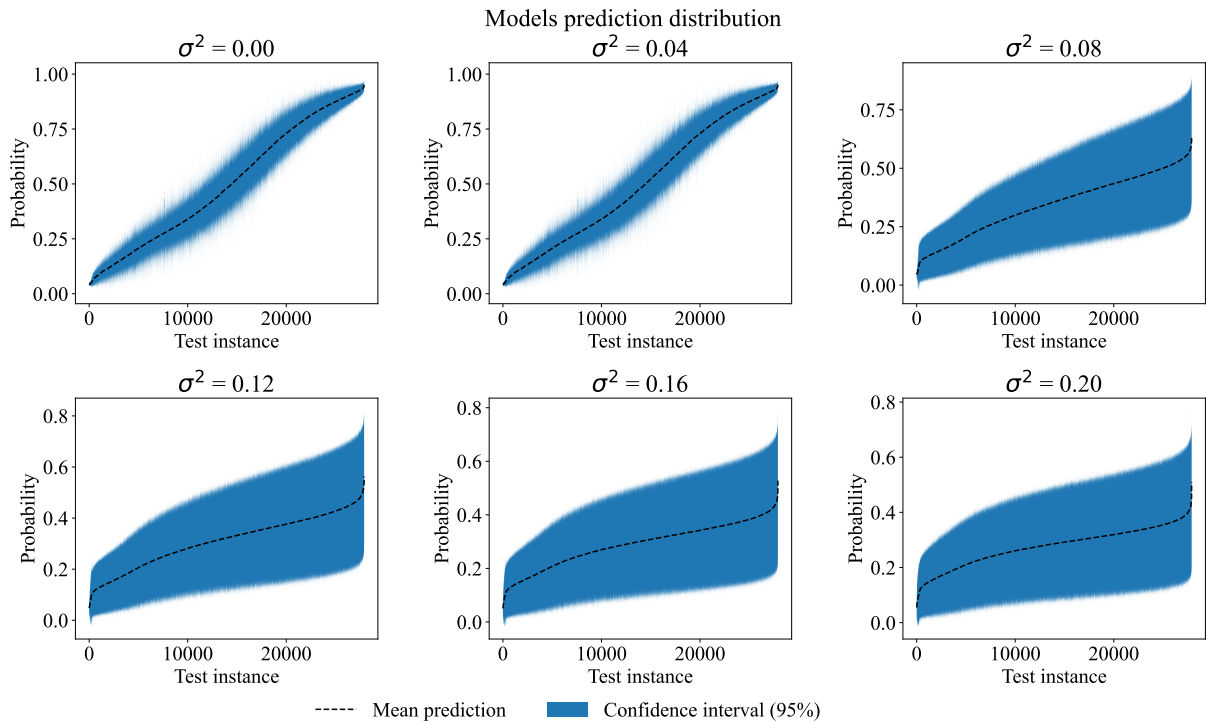 Models prediction distribution
σ² = 0.00
σ² = 0.04
σ² = 0.08
Probability
1.00
0.75
0.50
0.25
0.00
0
10000
20000
Test instance
Probability
1.00
0.75
0.50
0.25
0.00
0
10000
20000
Test instance
Probability
0.75
0.50
0.25
0.00
0
10000
20000
Test instance
σ² = 0.12
σ² = 0.16
σ² = 0.20
Probability
0.8
0.6
0.4
0.2
0.0
0
10000
20000
Test instance
Probability
0.8
0.6
0.4
0.2
0.0
0
10000
20000
Test instance
Probability
0.8
0.6
0.4
0.2
0.0
0
10000
20000
Test instance
Mean prediction
Confidence interval (95%)